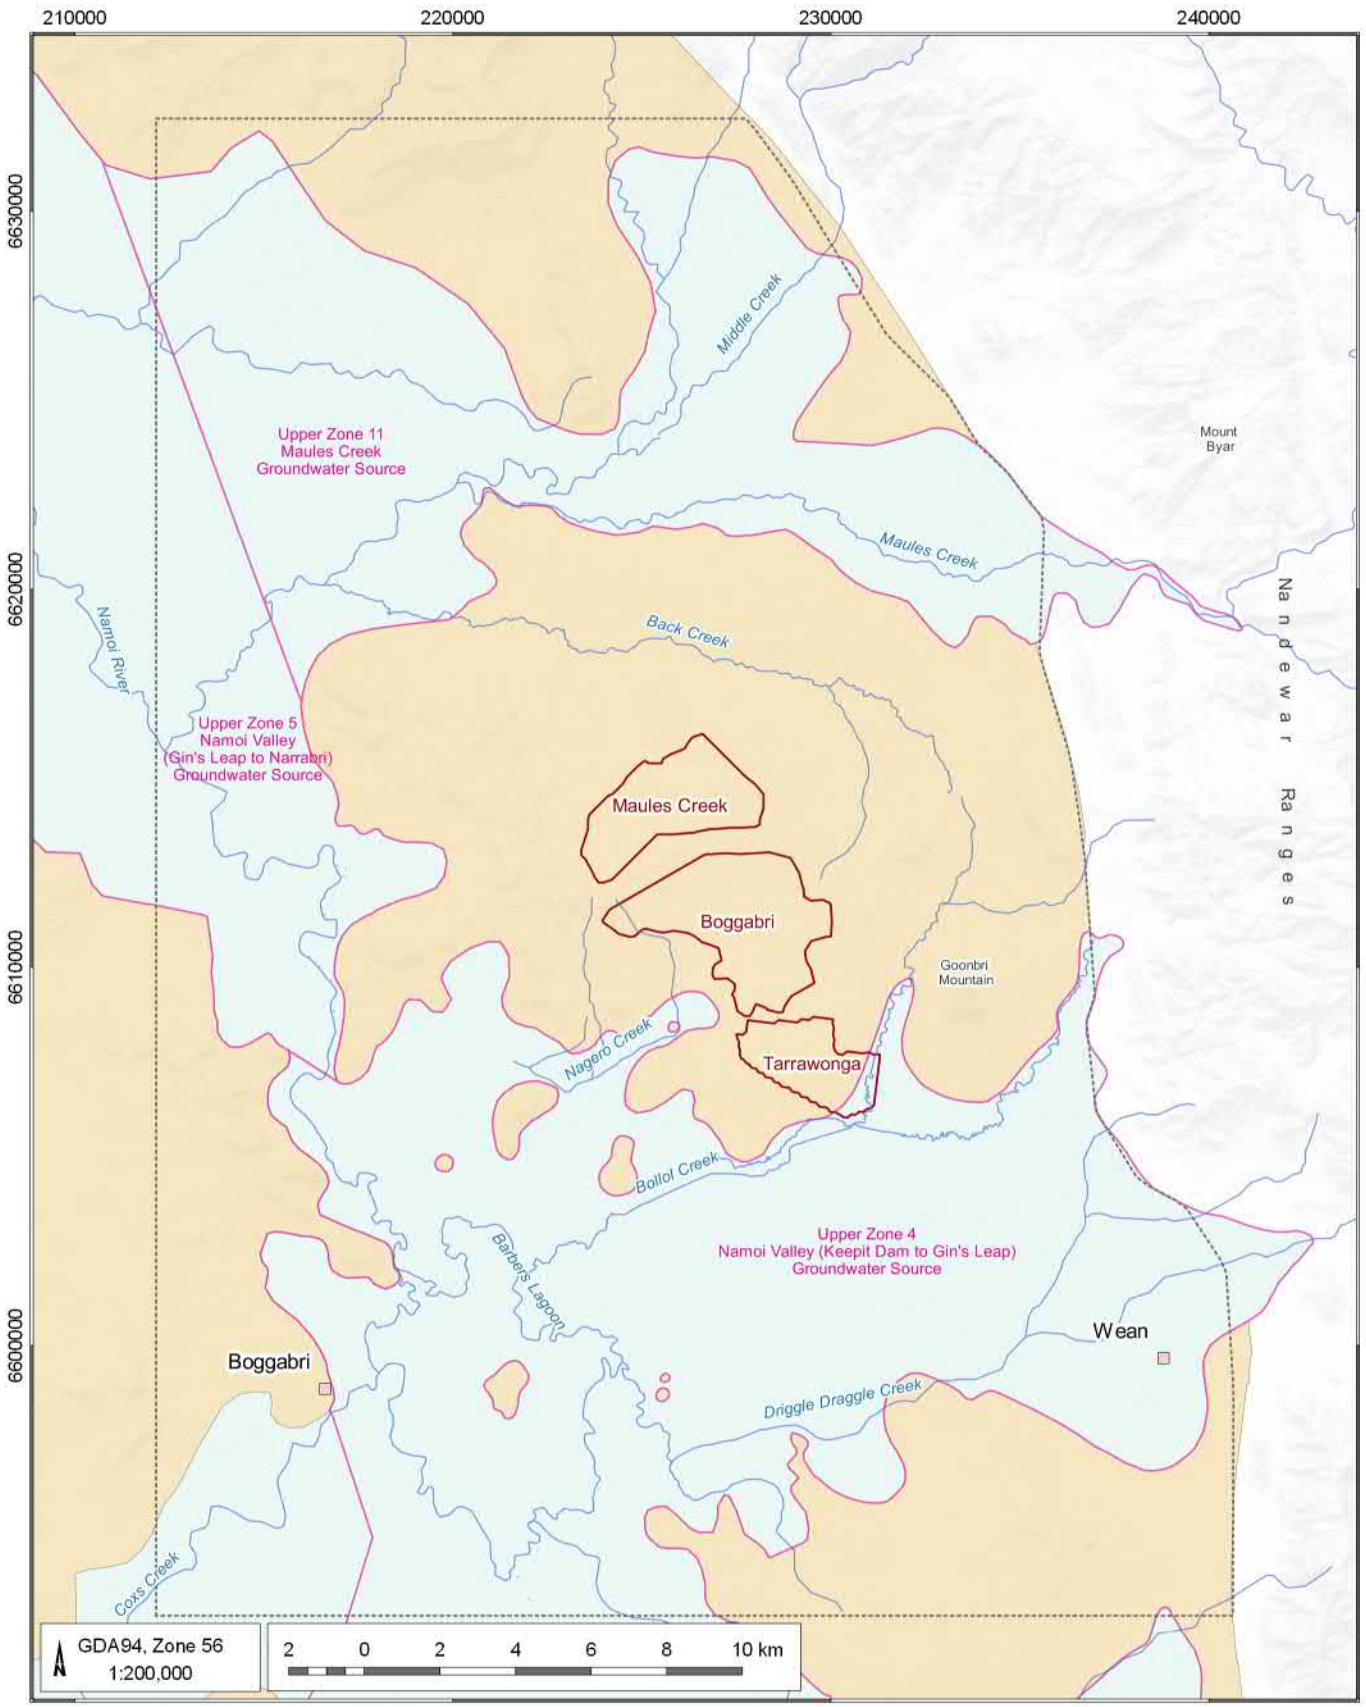 210000 220000 230000 240000
6630000
Middle Creek
Upper Zone 11
Maules Creek
Groundwater Source
Mount
Byar
Maules Creek
6620000
Nandewar Ranges
Namoi River
Back Creek
Upper Zone 5
Namoi Valley
(Gin's Leap to Narrabri)
Groundwater Source
Maules Creek
Boggabri
6610000
Goonbri
Mountain
Nagero Creek
Tarrawonga
Bollol Creek
Barbers Lagoon
Upper Zone 4
Namoi Valley (Keepit Dam to Gin's Leap)
Groundwater Source
Wean
6600000
Boggabri
Driggle Draggle Creek
Coxs Creek
N
GDA94, Zone 56
1:200,000
2 0 2 4 6 8 10 km